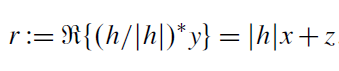 r := ℜ{(h/|h|)*y} = |h|x + z